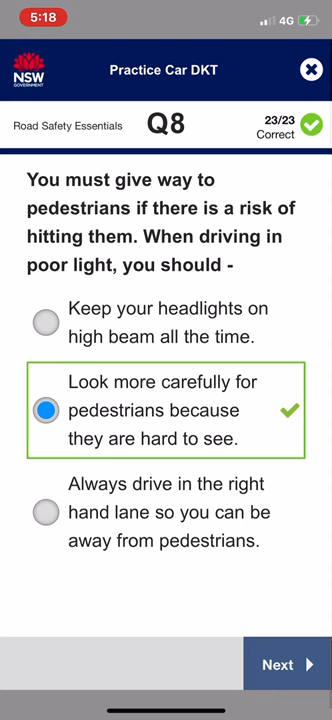 5:18
4G
NSW
GOVERNMENT
Practice Car DKT
Road Safety Essentials
Q8
23/23
Correct
You must give way to
pedestrians if there is a risk of
hitting them. When driving in
poor light, you should -
Keep your headlights on
high beam all the time.
Look more carefully for
pedestrians because
they are hard to see.
Always drive in the right
hand lane so you can be
away from pedestrians.
Next